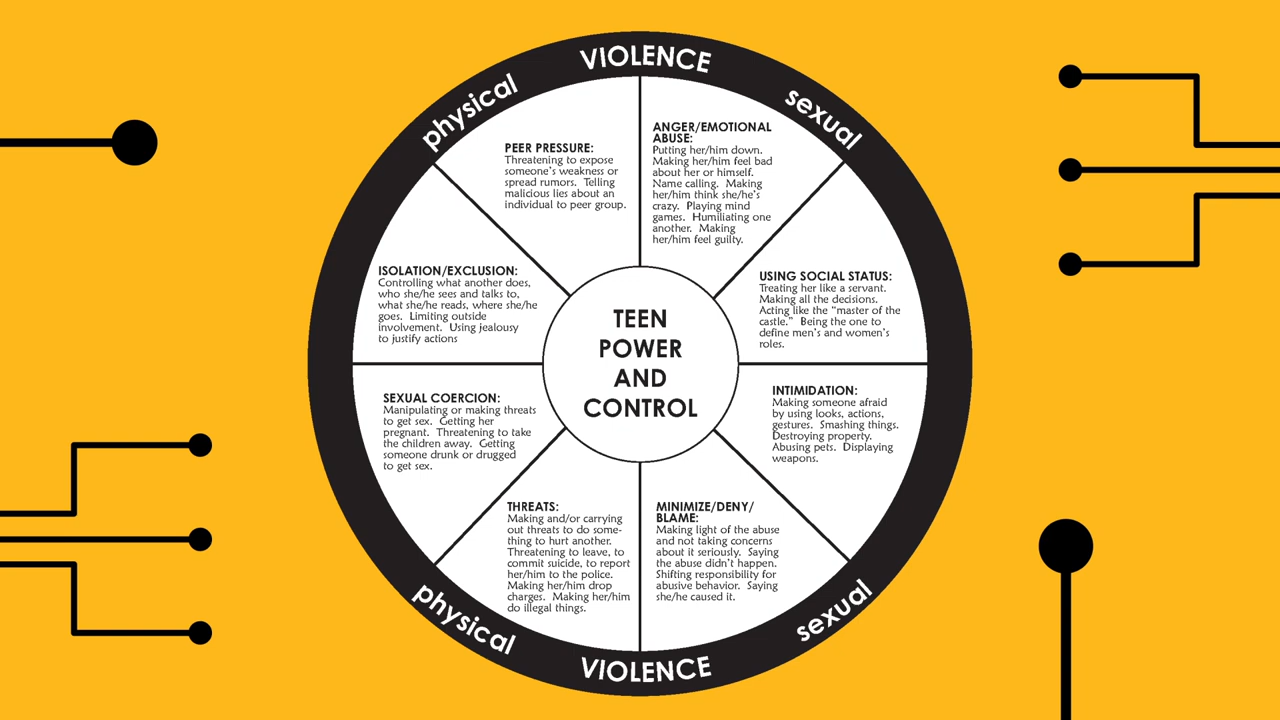 VIOLENCE
physical
sexual
PEER PRESSURE:
Threatening to expose
someone's weakness or
spread rumors. Telling
malicious lies about an
individual to peer group.
ANGER/EMOTIONAL
ABUSE:
Putting her/him down.
Making her/him feel bad
about her or himself.
Name calling. Making
her/him think she/he's
crazy. Playing mind
games. Humiliating one
another. Making
her/him feel guilty.
ISOLATION/EXCLUSION:
Controlling what another does,
who she/he sees and talks to,
what she/he reads, where she/he
goes. Limiting outside
involvement. Using jealousy
to justify actions
USING SOCIAL STATUS:
Treating her like a servant.
Making all the decisions.
Acting like the "master of the
castle." Being the one to
define men's and women's
roles.
TEEN
POWER
AND
CONTROL
SEXUAL COERCION:
Manipulating or making threats
to get sex. Getting her
pregnant. Threatening to take
the children away. Getting
someone drunk or drugged
to get sex.
INTIMIDATION:
Making someone afraid
by using looks, actions,
gestures. Smashing things.
Destroying property.
Abusing pets. Displaying
weapons.
THREATS:
Making and/or carrying
out threats to do some-
thing to hurt another.
Threatening to leave, to
commit suicide, to report
her/him to the police.
Making her/him drop
charges. Making her/him
do illegal things.
MINIMIZE/DENY/
BLAME:
Making light of the abuse
and not taking concerns
about it seriously. Saying
the abuse didn't happen.
Shifting responsibility for
abusive behavior. Saying
she/he caused it.
physical
sexual
VIOLENCE